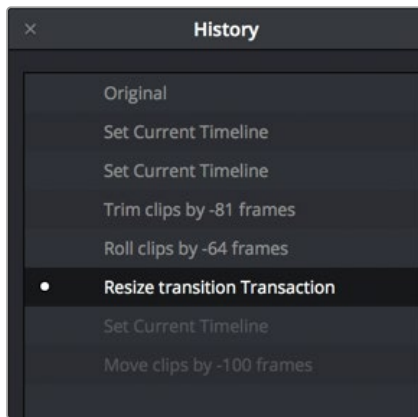 History
Original
Set Current Timeline
Set Current Timeline
Trim clips by -81 frames
Roll clips by -64 frames
Resize transition Transaction
Set Current Timeline
Move clips by -100 frames